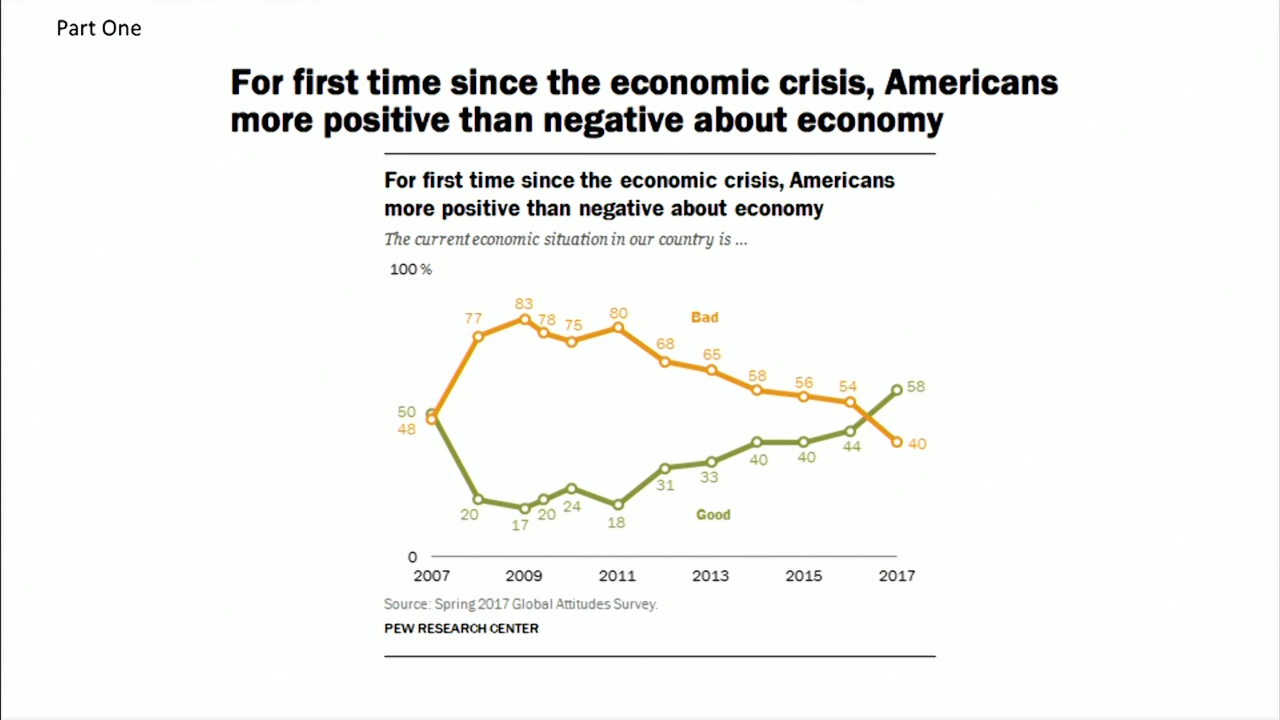 Part One
For first time since the economic crisis, Americans
more positive than negative about economy
For first time since the economic crisis, Americans
more positive than negative about economy
The current economic situation in our country is ...
100 %
83
77
78
75
80
Bad
68
65
58
56
54
58
50
48
40
44
40
40
33
31
24
20
20
17
18
Good
0
2007 2009 2011 2013 2015 2017
Source: Spring 2017 Global Attitudes Survey.
PEW RESEARCH CENTER